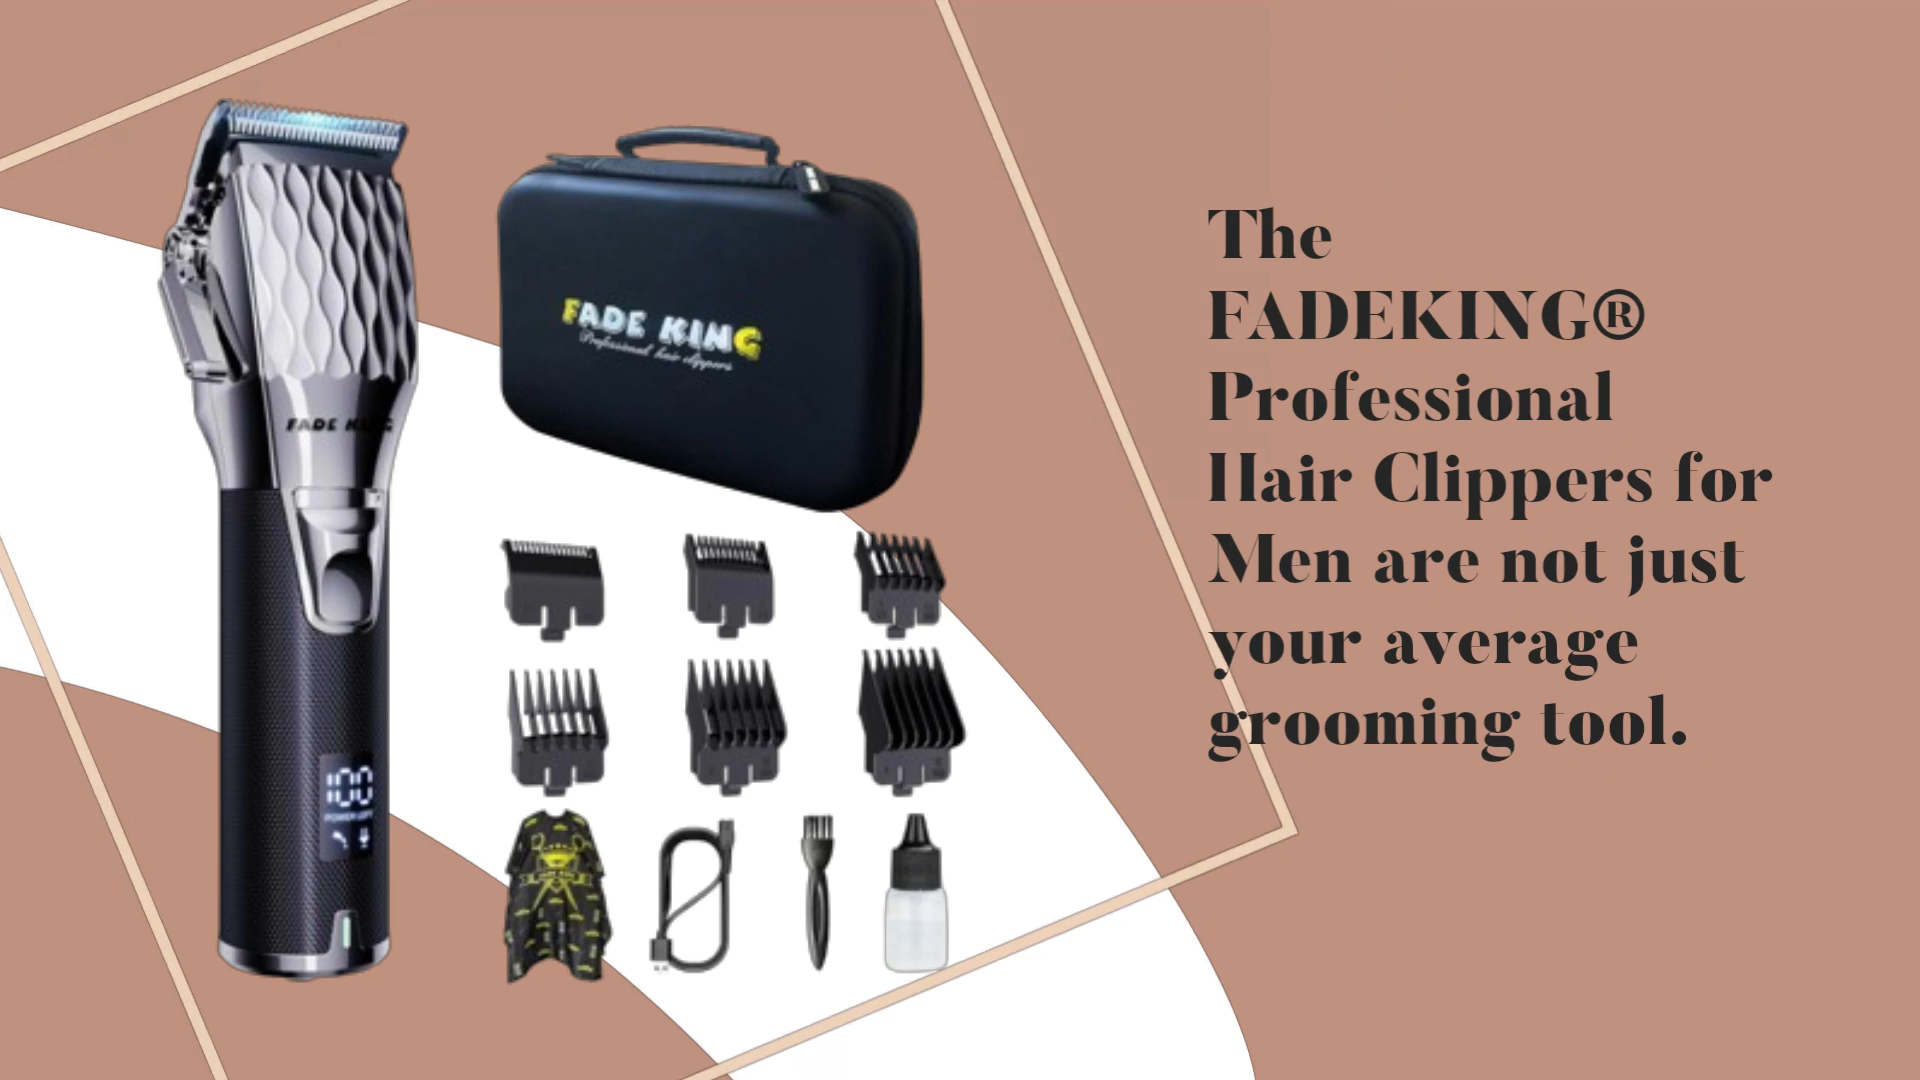 The
FADEKING®
Professional
Hair Clippers for
Men are not just
your average
grooming tool.
FADE KING
Professional hair clippers
FADE KING
100